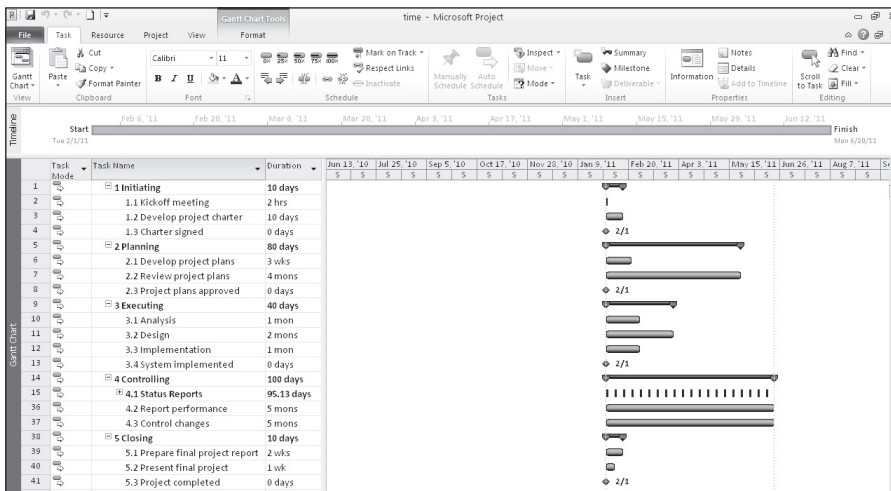 Gantt Chart Tools
time - Microsoft Project
File Task Resource Project View Format
Gantt Chart
View
Paste
Cut
Copy
Format Painter
Clipboard
Calibri 11
B I U A
Font
0% 25% 50% 75% 100%
Mark on Track
Respect Links
Inactivate
Schedule
Manually Schedule
Auto Schedule
Inspect
Move
Mode
Tasks
Task
Summary
Milestone
Deliverable
Insert
Information
Notes
Details
Add to Timeline
Properties
Scroll to Task
Find
Clear
Fill
Editing
Timeline
Feb 6, '11 Feb 20, '11 Mar 6, '11 Mar 20, '11 Apr 3, '11 Apr 17, '11 May 1, '11 May 15, '11 May 29, '11 Jun 12, '11
Start
Tue 2/1/11
Finish
Mon 6/20/11
Task Mode Task Name Duration Jun 13, '10 Jul 25, '10 Sep 5, '10 Oct 17, '10 Nov 28, '10 Jan 9, '11 Feb 20, '11 Apr 3, '11 May 15, '11 Jun 26, '11 Aug 7, '11
S S S S S S S S S S S S S S S S S S S S S S
1 1 Initiating 10 days
2 1.1 Kickoff meeting 2 hrs
3 1.2 Develop project charter 10 days
4 1.3 Charter signed 0 days 2/1
5 2 Planning 80 days
6 2.1 Develop project plans 3 wks
7 2.2 Review project plans 4 mons
8 2.3 Project plans approved 0 days 2/1
9 3 Executing 40 days
10 3.1 Analysis 1 mon
11 3.2 Design 2 mons
12 3.3 Implementation 1 mon
13 3.4 System implemented 0 days 2/1
14 4 Controlling 100 days
15 4.1 Status Reports 95.13 days
36 4.2 Report performance 5 mons
37 4.3 Control changes 5 mons
38 5 Closing 10 days
39 5.1 Prepare final project report 2 wks
40 5.2 Present final project 1 wk
41 5.3 Project completed 0 days 2/1
Gantt Chart